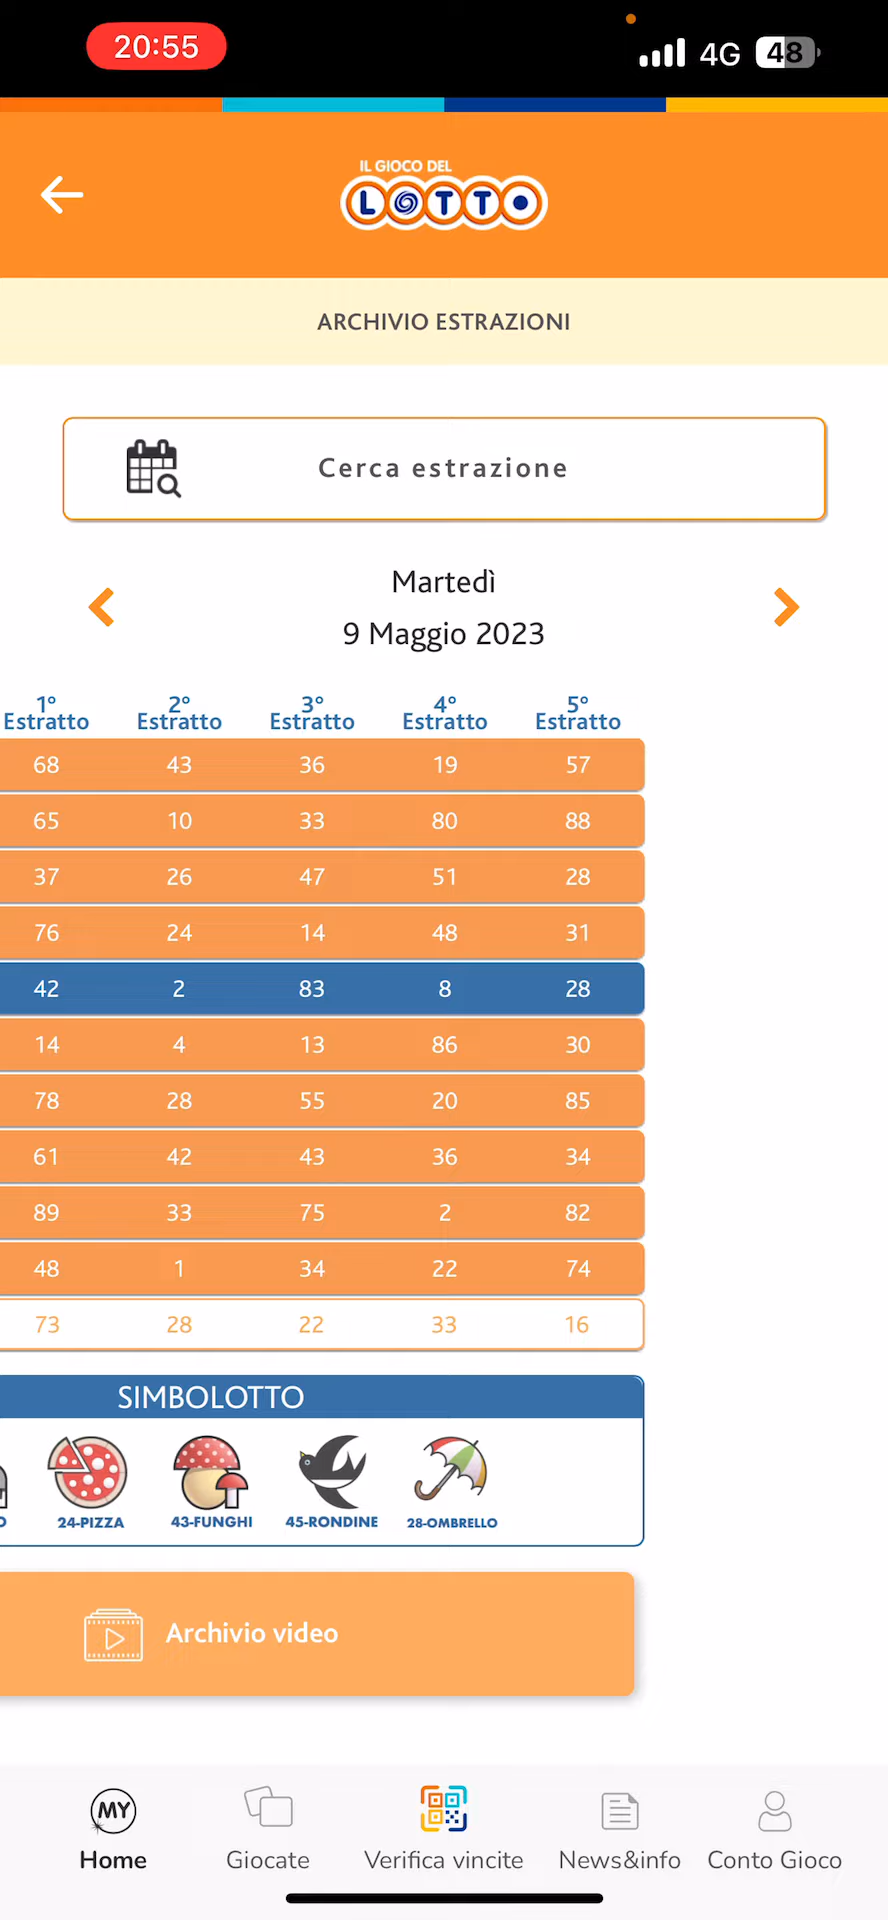 20:55
4G 48
IL GIOCO DEL
LOTTO
ARCHIVIO ESTRAZIONI
Cerca estrazione
Martedì
9 Maggio 2023
1° 2° 3° 4° 5°
Estratto Estratto Estratto Estratto Estratto
68 43 36 19 57
65 10 33 80 88
37 26 47 51 28
76 24 14 48 31
42 2 83 8 28
14 4 13 86 30
78 28 55 20 85
61 42 43 36 34
89 33 75 2 82
48 1 34 22 74
73 28 22 33 16
SIMBOLOTTO
O 24-PIZZA 43-FUNGHI 45-RONDINE 28-OMBRELLO
Archivio video
MY
Home Giocate Verifica vincite News&info Conto Gioco